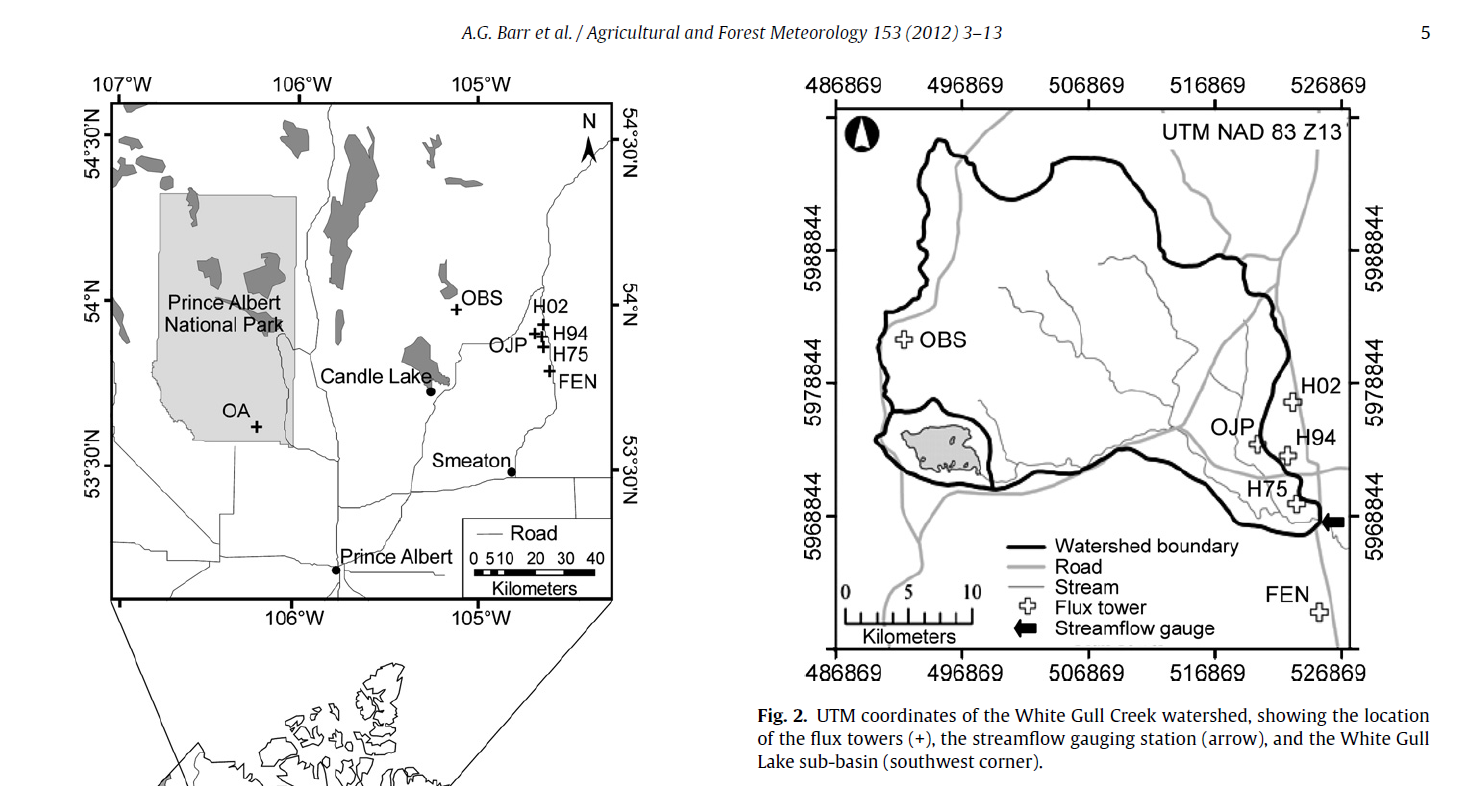 A.G. Barr et al. / Agricultural and Forest Meteorology 153 (2012) 3–13
5
107°W 106°W 105°W
54°30'N
54°N
53°30'N
54°30'N
54°N
53°30'N
N
Prince Albert
National Park
OBS
H02
H94
OJP
H75
FEN
Candle Lake
OA
Smeaton
Prince Albert
Road
0 5 10 20 30 40
Kilometers
106°W 105°W
486869 496869 506869 516869 526869
UTM NAD 83 Z13
5988844
5978844
5968844
5988844
5978844
5968844
OBS
H02
OJP
H94
H75
FEN
Watershed boundary
Road
Stream
Flux tower
Streamflow gauge
0 5 10
Kilometers
486869 496869 506869 516869 526869
Fig. 2. UTM coordinates of the White Gull Creek watershed, showing the location
of the flux towers (+), the streamflow gauging station (arrow), and the White Gull
Lake sub-basin (southwest corner).